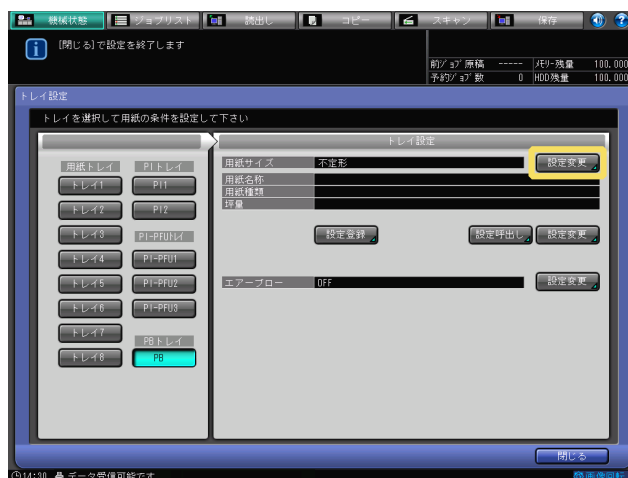 機械状態 ジョブリスト 読出し コピー スキャン 保存
[閉じる]で設定を終了します
前ジョブ原稿 ----- メモリー残量 100.000
予約ジョブ数 0 HDD残量 100.000
トレイ設定
トレイを選択して用紙の条件を設定して下さい
トレイ設定
用紙トレイ PIトレイ
トレイ1 PI1
トレイ2 PI2
トレイ3 PI-PFUトレイ
トレイ4 PI-PFU1
トレイ5 PI-PFU2
トレイ6 PI-PFU3
トレイ7 PBトレイ
トレイ8 PB
用紙サイズ 不定形 設定変更
用紙名称
用紙種類
坪量
設定登録 設定呼出し 設定変更
エアーブロー OFF 設定変更
閉じる
14:30 データ受信可能です 画像回転